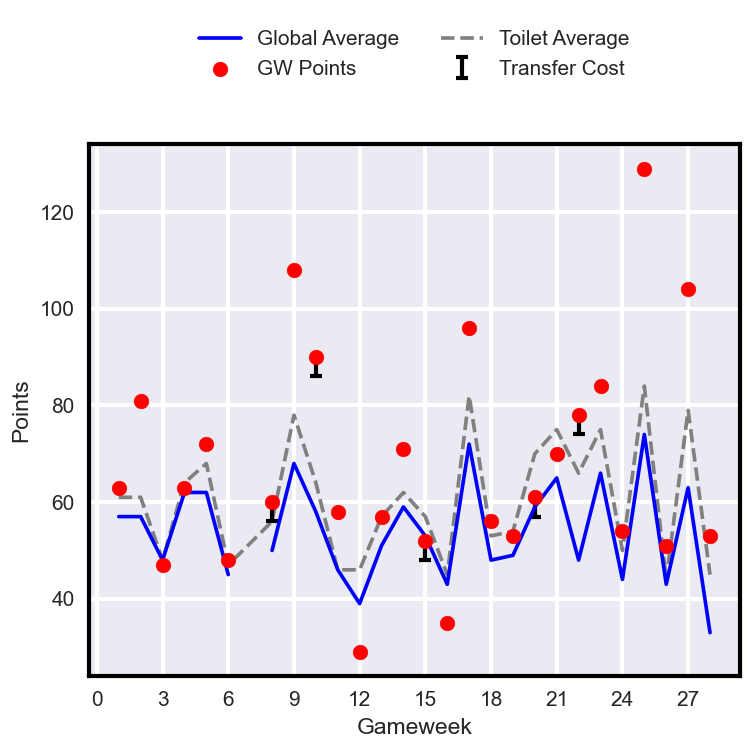 Global Average Toilet Average
GW Points Transfer Cost
120
100
80
60
40
Points
0 3 6 9 12 15 18 21 24 27
Gameweek